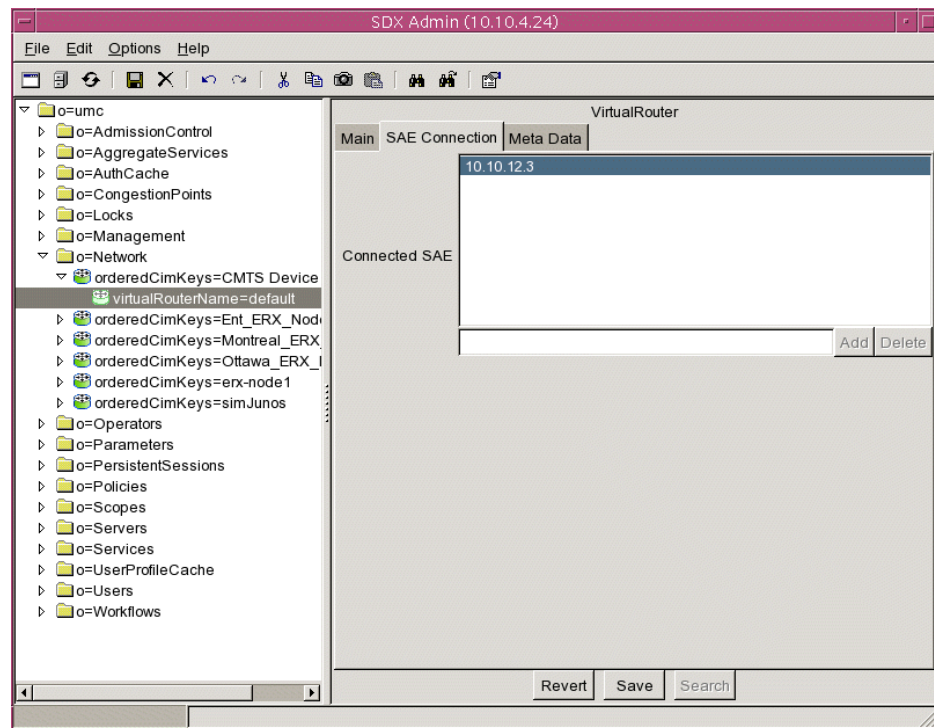 SDX Admin (10.10.4.24)
File Edit Options Help
o=umc
o=AdmissionControl
o=AggregateServices
o=AuthCache
o=CongestionPoints
o=Locks
o=Management
o=Network
orderedCimKeys=CMTS Device
virtualRouterName=default
orderedCimKeys=Ent_ERX_Node
orderedCimKeys=Montreal_ERX_
orderedCimKeys=Ottawa_ERX_
orderedCimKeys=erx-node1
orderedCimKeys=simJunos
o=Operators
o=Parameters
o=PersistentSessions
o=Policies
o=Scopes
o=Servers
o=Services
o=UserProfileCache
o=Users
o=Workflows
VirtualRouter
Main SAE Connection Meta Data
10.10.12.3
Connected SAE
Add Delete
Revert Save Search